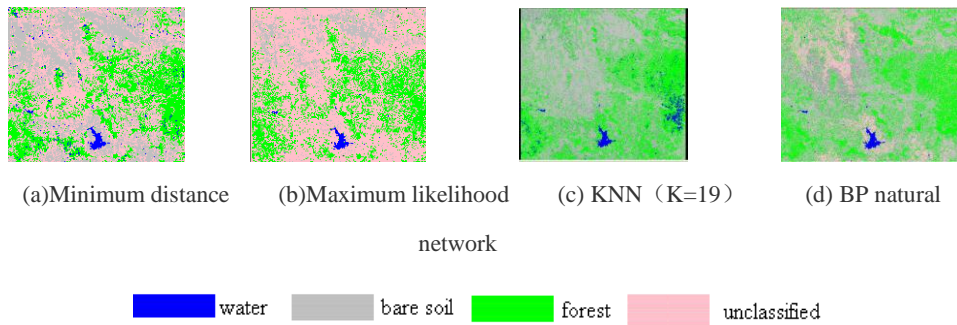 (a)Minimum distance (b)Maximum likelihood (c) KNN（K=19） (d) BP natural
network
water bare soil forest unclassified